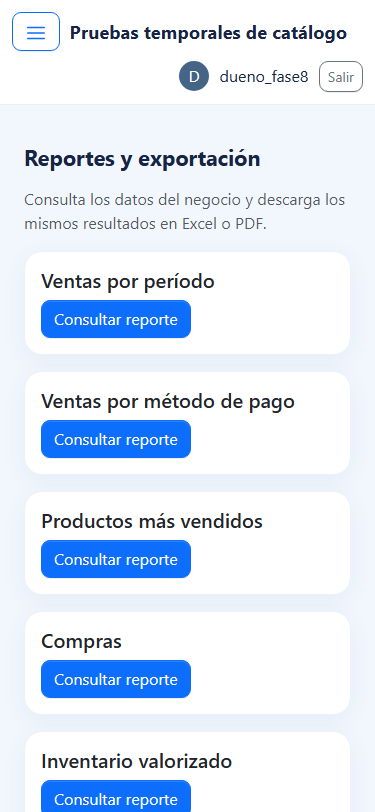 Pruebas temporales de catálogo
D dueno_fase8 Salir
Reportes y exportación
Consulta los datos del negocio y descarga los
mismos resultados en Excel o PDF.
Ventas por período
Consultar reporte
Ventas por método de pago
Consultar reporte
Productos más vendidos
Consultar reporte
Compras
Consultar reporte
Inventario valorizado
Consultar reporte